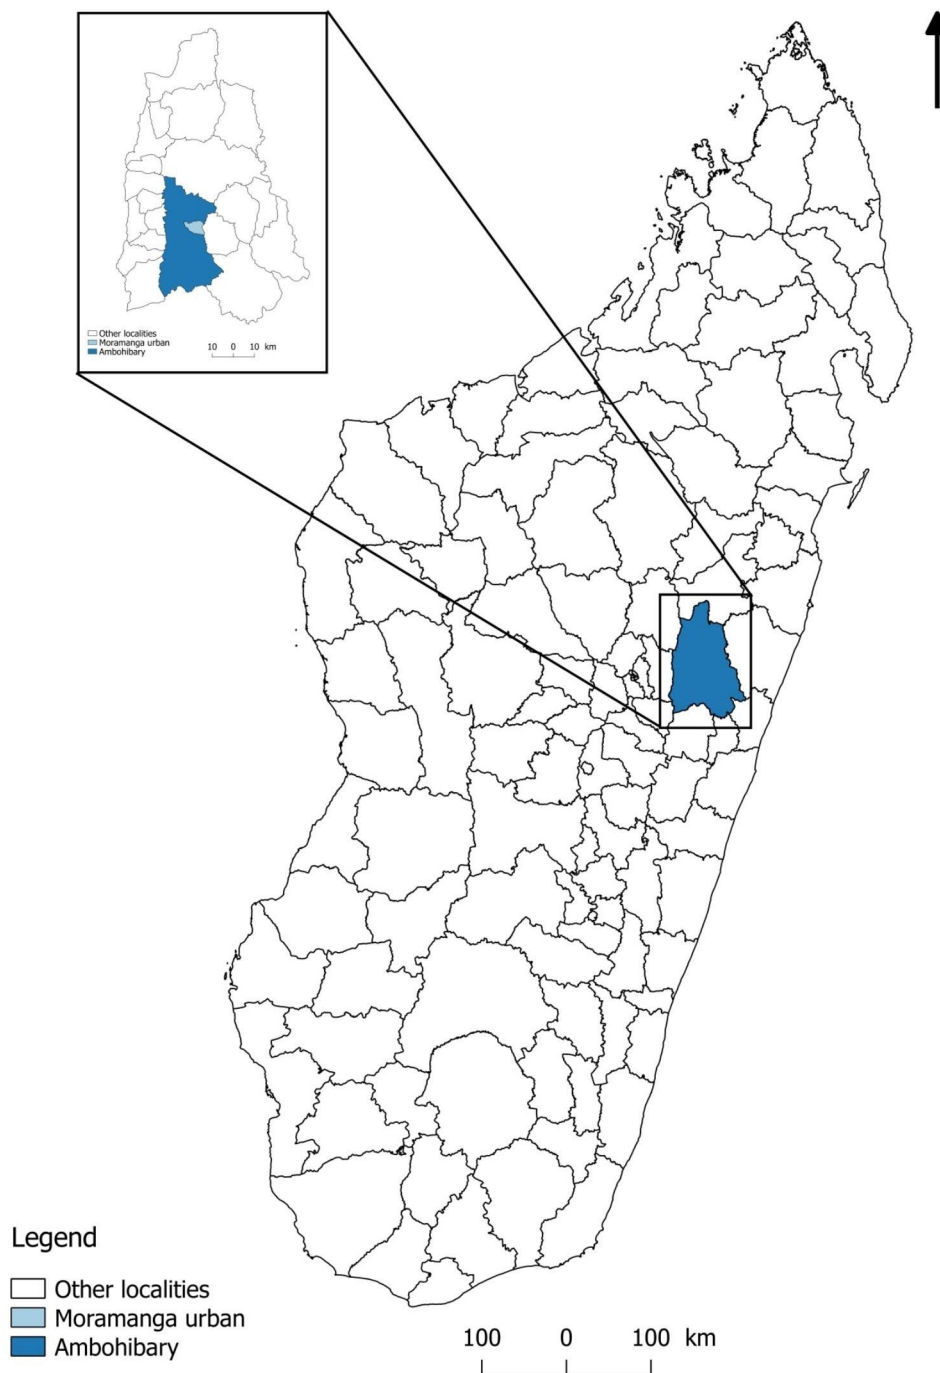 Other localities
Moramanga urban
Ambohibary
10 0 10 km
Legend
Other localities
Moramanga urban
Ambohibary
100 0 100 km